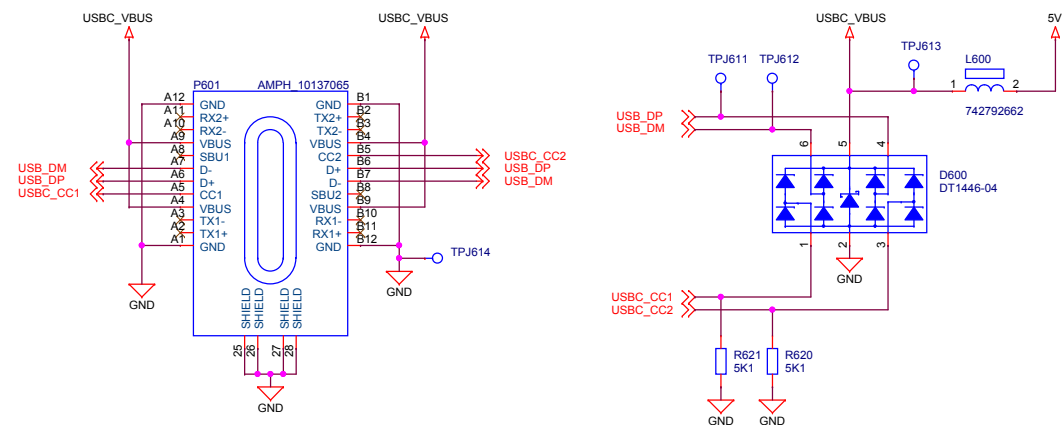 USBC_VBUS
USBC_VBUS
P601
AMPH_10137065
A12 GND
GND B1
A11 RX2+
TX2+ B2
A10 RX2-
TX2- B3
A9 VBUS
VBUS B4
A8 SBU1
CC2 B5
USBC_CC2
USB_DM
A7 D-
D+ B6
USB_DP
USB_DP
A6 D+
D- B7
USB_DM
USBC_CC1
A5 CC1
SBU2 B8
A4 VBUS
VBUS B9
A3 TX1-
RX1- B10
A2 TX1+
RX1+ B11
A1 GND
GND B12
TPJ614
GND
GND
SHIELD
SHIELD
SHIELD
SHIELD
25
26
27
28
GND
USBC_VBUS
5V
TPJ611
TPJ612
TPJ613
L600
1
2
742792662
USB_DP
USB_DM
6
5
4
D600
DT1446-04
1
2
3
GND
USBC_CC1
USBC_CC2
R621
5K1
R620
5K1
GND
GND